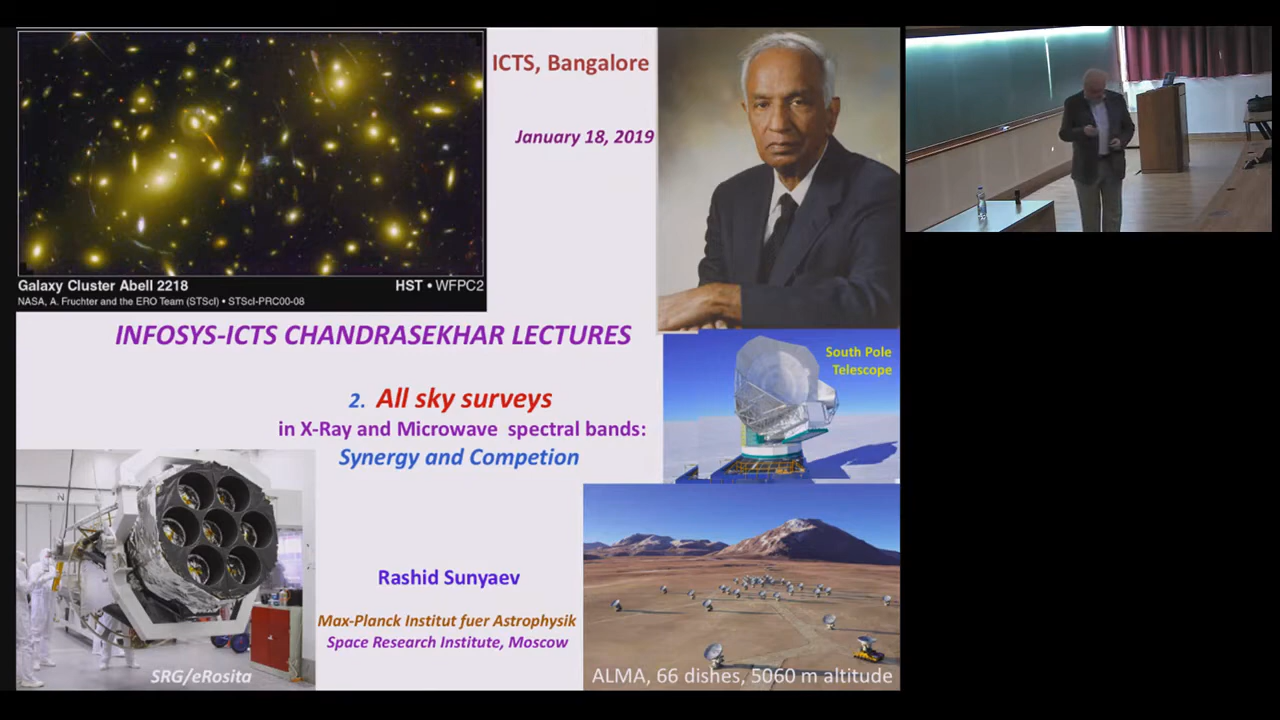 ICTS, Bangalore
January 18, 2019
Galaxy Cluster Abell 2218
HST • WFPC2
NASA, A. Fruchter and the ERO Team (STScI) • STScI-PRC00-08
INFOSYS-ICTS CHANDRASEKHAR LECTURES
South Pole
Telescope
2. All sky surveys
in X-Ray and Microwave spectral bands:
Synergy and Competion
Rashid Sunyaev
Max-Planck Institut fuer Astrophysik
Space Research Institute, Moscow
SRG/eRosita
ALMA, 66 dishes, 5060 m altitude